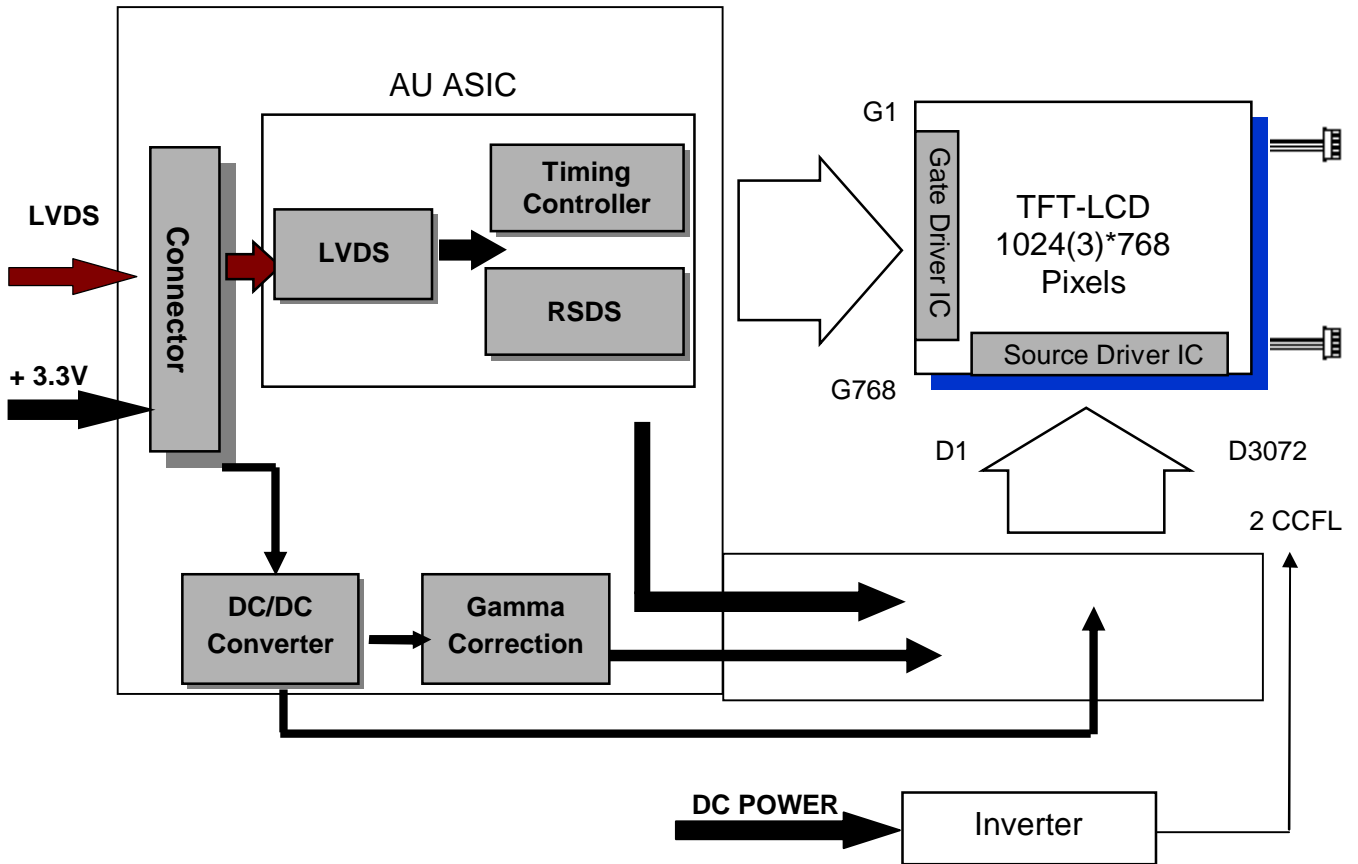 AU ASIC
LVDS
+ 3.3V
Connector
LVDS
Timing
Controller
RSDS
DC/DC
Converter
Gamma
Correction
G1
G768
Gate Driver IC
TFT-LCD
1024(3)*768
Pixels
Source Driver IC
D1
D3072
2 CCFL
DC POWER
Inverter